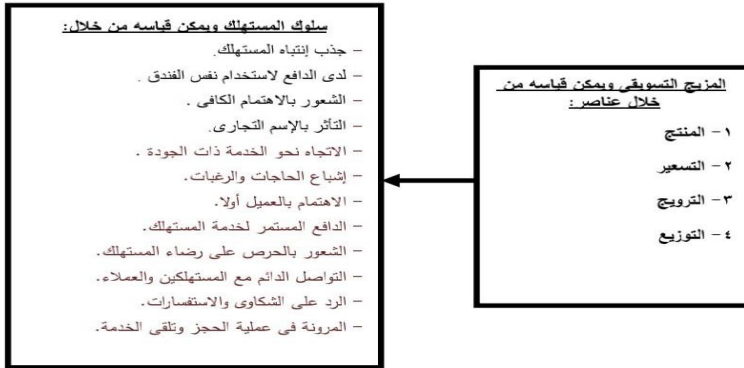 المزيج التسويقى ويمكن قياسه من
خلال عناصر:
١- المنتج
٢- التسعير
٣- الترويج
٤- التوزيع
سلوك المستهلك ويمكن قياسه من خلال:
- جذب إنتباه المستهلك.
- لدى الدافع لاستخدام نفس الفندق .
- الشعور بالاهتمام الكافى .
- التأثر بالإسم التجارى.
- الاتجاه نحو الخدمة ذات الجودة .
- إشباع الحاجات والرغبات.
- الاهتمام بالعميل أولا.
- الدافع المستمر لخدمة المستهلك.
- الشعور بالحرص على رضاء المستهلك.
- التواصل الدائم مع المستهلكين والعملاء.
- الرد على الشكاوى والاستفسارات.
- المرونة فى عملية الحجز وتلقى الخدمة.